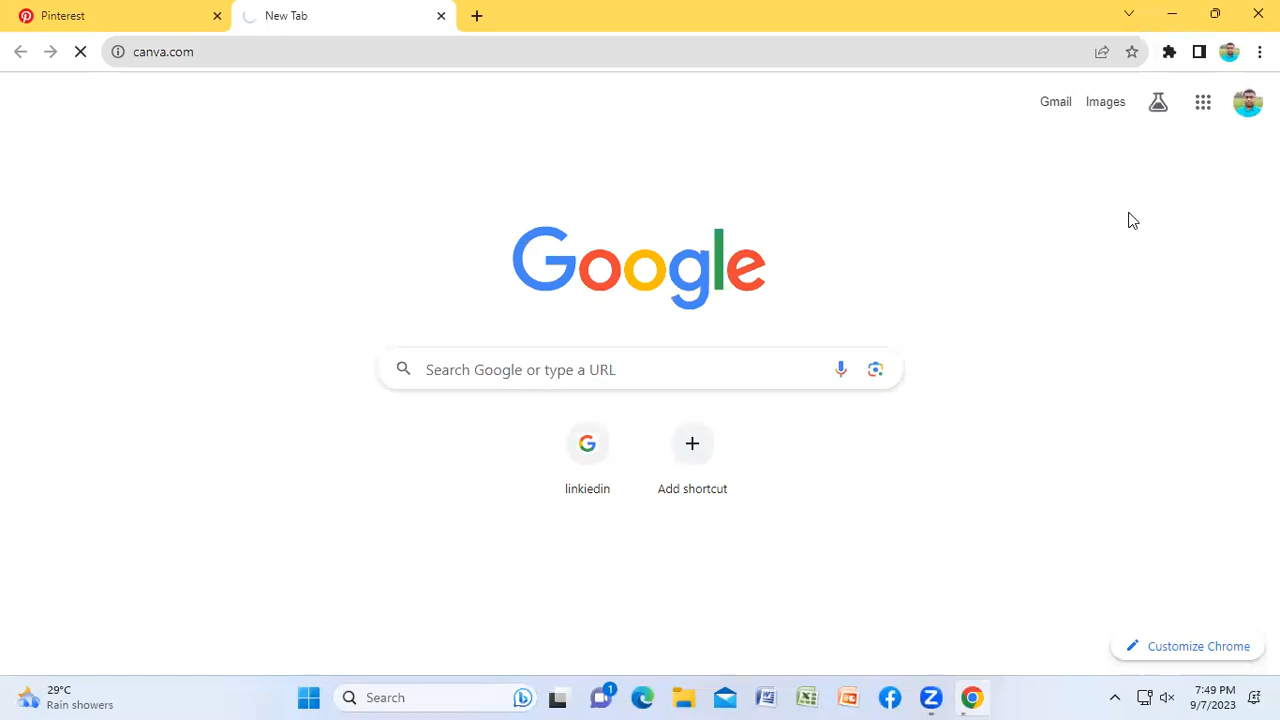 Pinterest
New Tab
canva.com
Gmail Images
Google
Search Google or type a URL
linkiedin
Add shortcut
Customize Chrome
29°C
Rain showers
Search
1
7:49 PM
9/7/2023